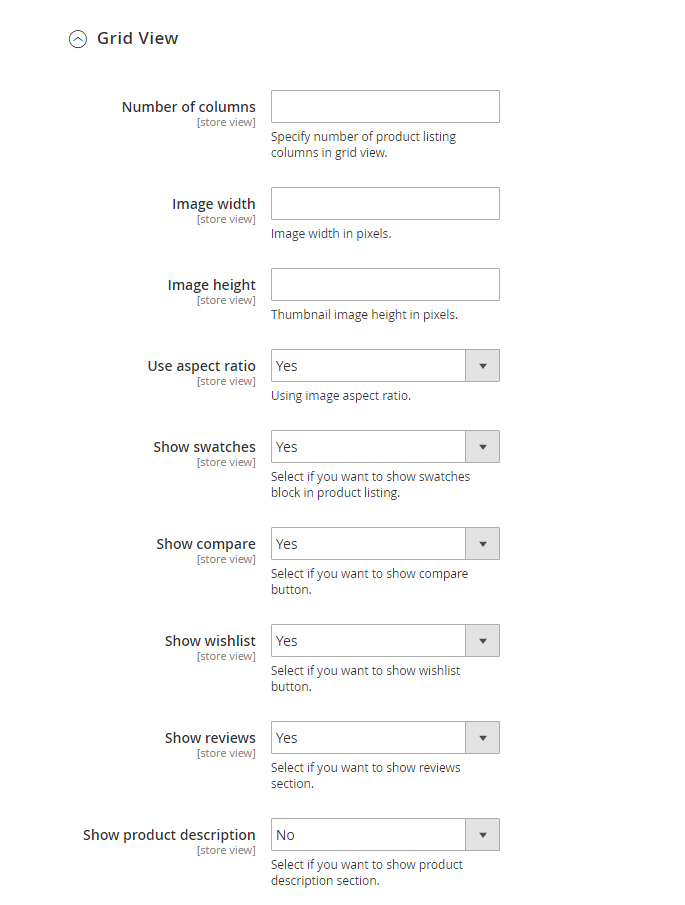 Grid View
Number of columns
[store view]
Specify number of product listing
columns in grid view.
Image width
[store view]
Image width in pixels.
Image height
[store view]
Thumbnail image height in pixels.
Use aspect ratio
[store view]
Yes
Using image aspect ratio.
Show swatches
[store view]
Yes
Select if you want to show swatches
block in product listing.
Show compare
[store view]
Yes
Select if you want to show compare
button.
Show wishlist
[store view]
Yes
Select if you want to show wishlist
button.
Show reviews
[store view]
Yes
Select if you want to show reviews
section.
Show product description
[store view]
No
Select if you want to show product
description section.